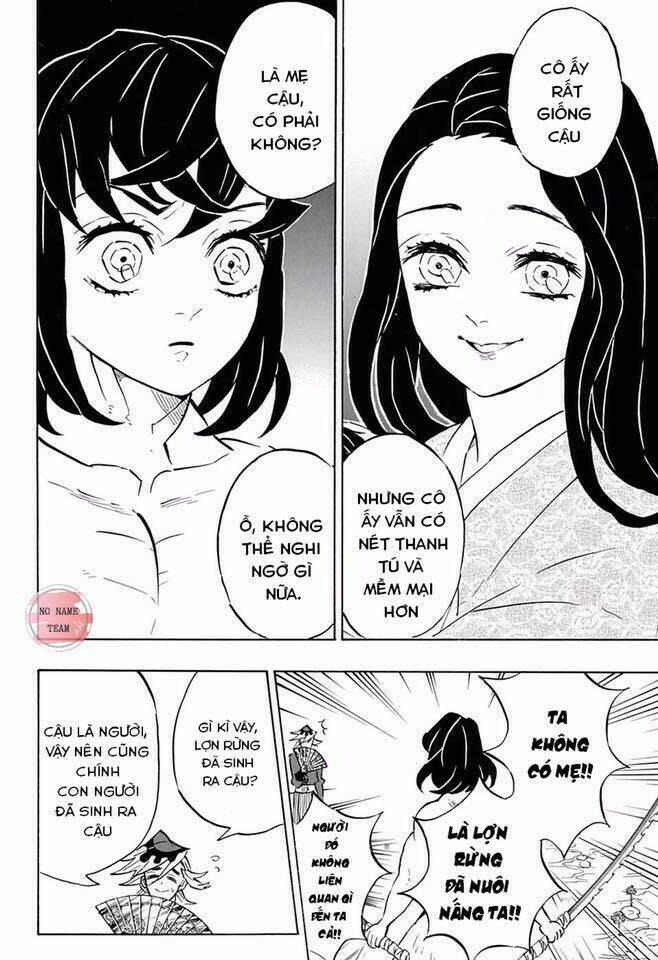 CÔ ẤY
RẤT
GIỐNG
CẬU
NHƯNG CÔ
ẤY VẪN CÓ
NÉT THANH
TÚ VÀ
MỀM MẠI
HƠN
LÀ MẸ
CẬU,
CÓ PHẢI
KHÔNG?
Ồ, KHÔNG
THỂ NGHI
NGỜ GÌ
NỮA.
NO NAME
TEAM
TA
KHÔNG
CÓ MẸ!!
LÀ LỢN
RỪNG
ĐÃ NUÔI
NẤNG TA!!
NGƯỜI
ĐÓ
KHÔNG
LIÊN
QUAN GÌ
ĐẾN TA
CẢ!!
GÌ KÌ VẬY,
LỢN RỪNG
ĐÃ SINH
RA CẬU?
CẬU LÀ NGƯỜI,
VẬY NÊN CŨNG
CHÍNH
CON NGƯỜI
ĐÃ SINH RA
CẬU